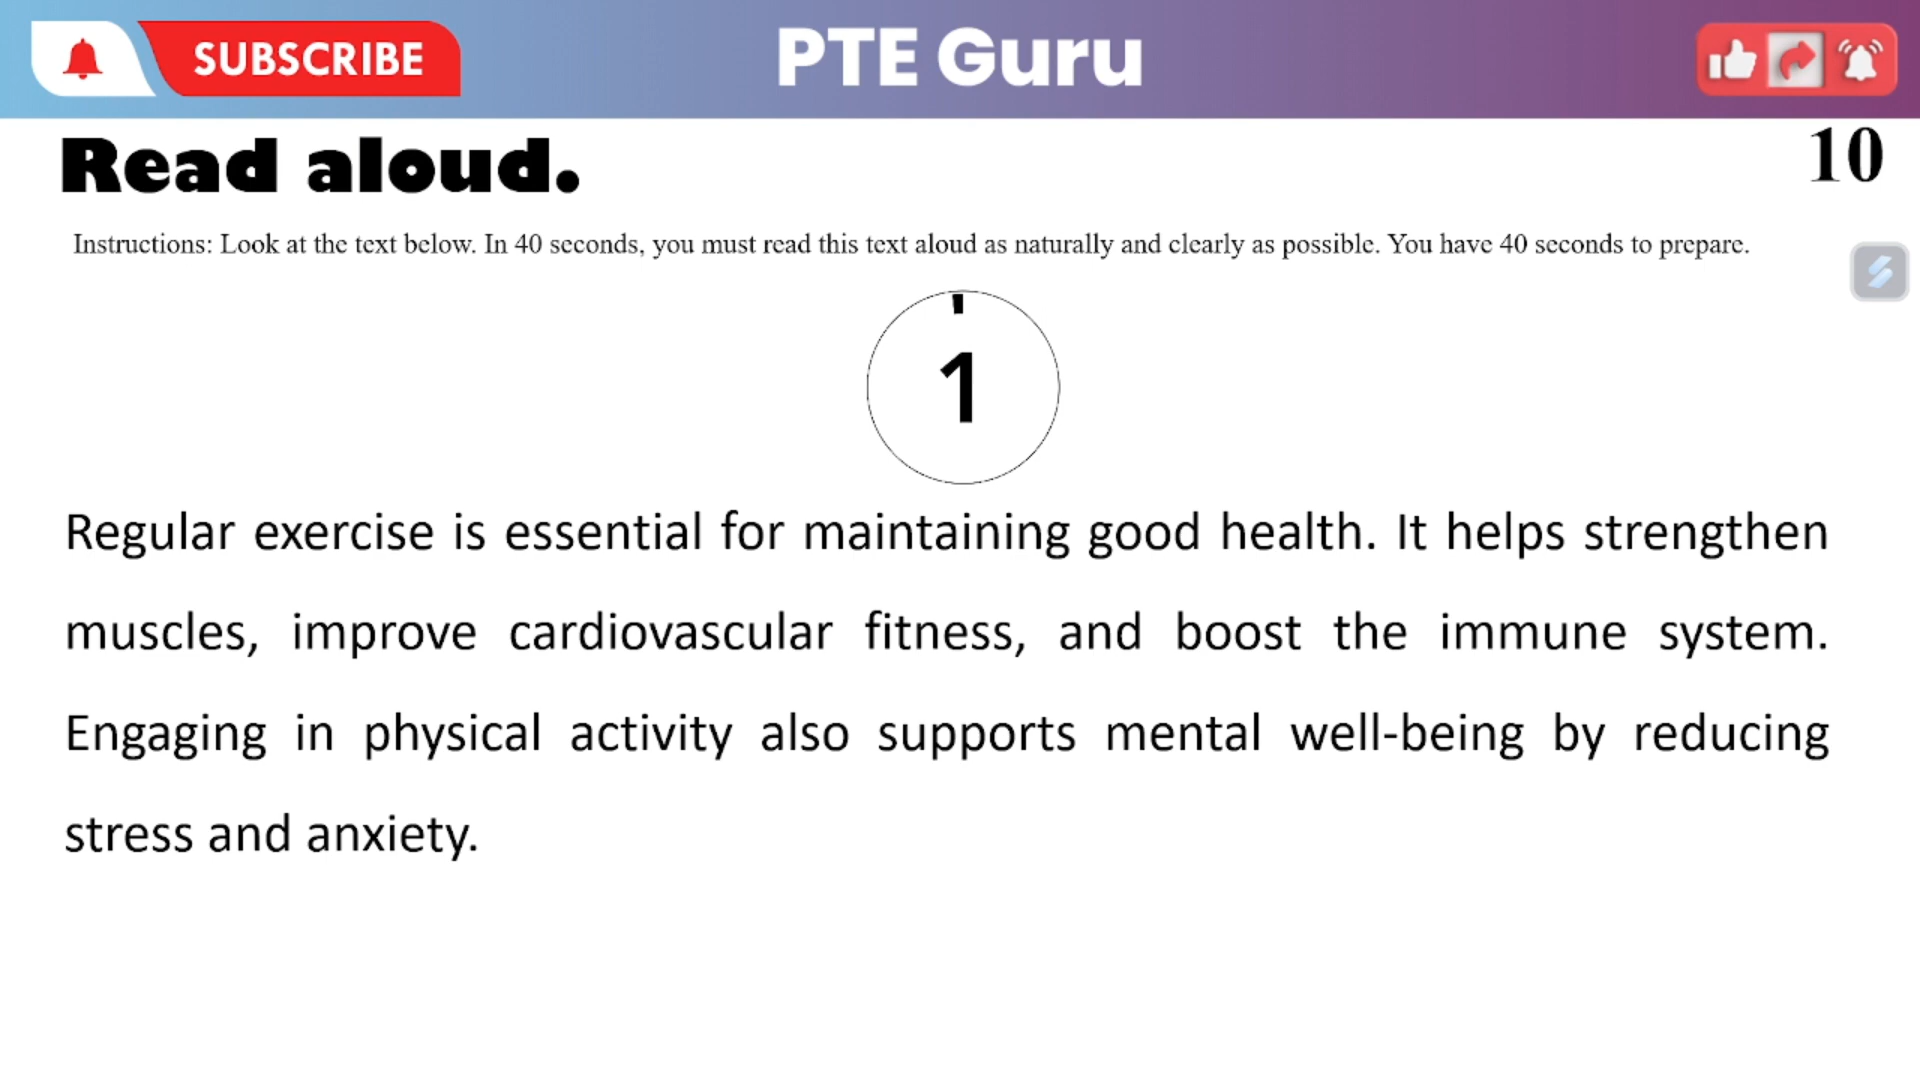 SUBSCRIBE
PTE Guru
Read aloud.
10
Instructions: Look at the text below. In 40 seconds, you must read this text aloud as naturally and clearly as possible. You have 40 seconds to prepare.
1
Regular exercise is essential for maintaining good health. It helps strengthen
muscles, improve cardiovascular fitness, and boost the immune system.
Engaging in physical activity also supports mental well-being by reducing
stress and anxiety.